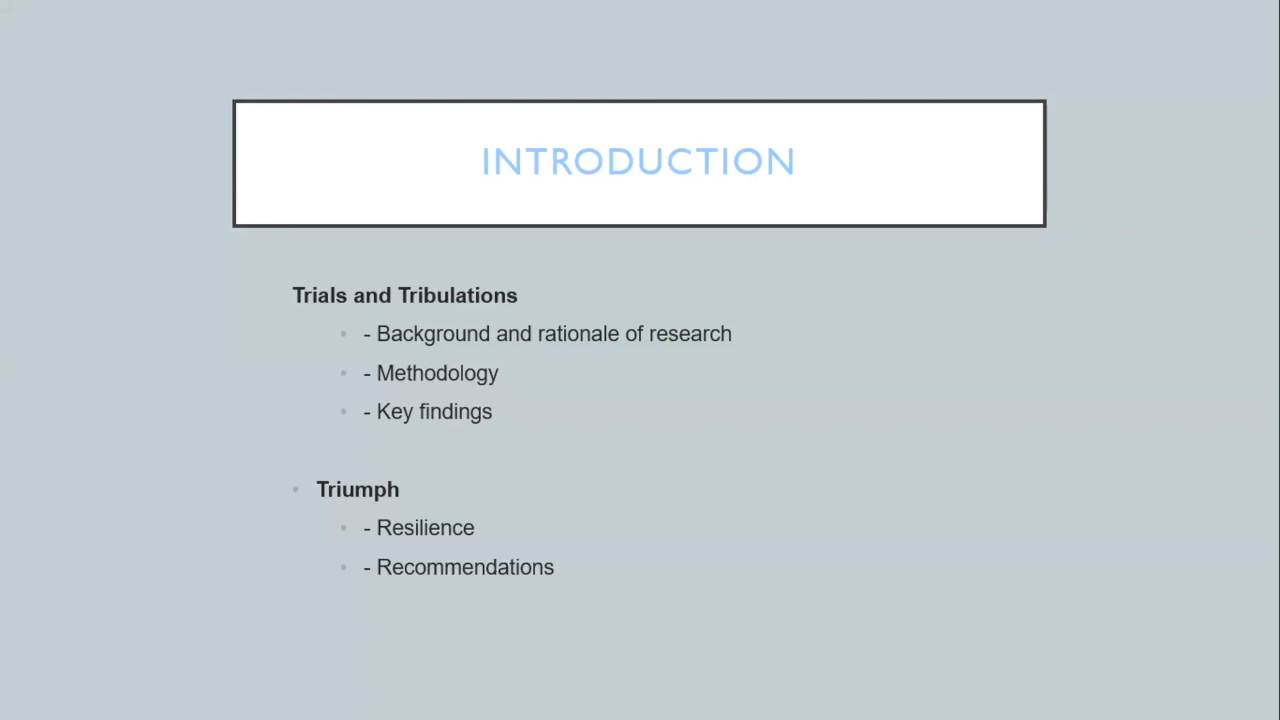 INTRODUCTION
Trials and Tribulations
- Background and rationale of research
- Methodology
- Key findings
Triumph
- Resilience
- Recommendations